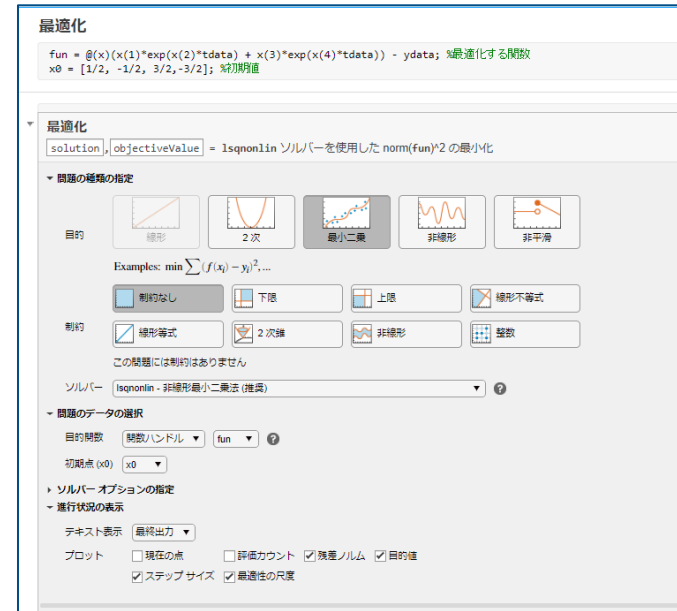 最適化
fun = @(x)(x(1)*exp(x(2)*tdata) + x(3)*exp(x(4)*tdata)) - ydata; %最適化する関数
x0 = [1/2, -1/2, 3/2,-3/2]; %初期値
最適化
solution , objectiveValue = lsqnonlin ソルバーを使用した norm(fun)^2 の最小化
問題の種類の指定
目的 線形 2 次 最小二乗 非線形 非平滑
Examples: min ∑ (f(xᵢ) − yᵢ)², ...
制約なし 下限 上限 線形不等式
制約 線形等式 2 次錐 非線形 整数
この問題には制約はありません
ソルバー lsqnonlin - 非線形最小二乗法 (推奨)
問題のデータの選択
目的関数 関数ハンドル fun
初期点 (x0) x0
ソルバー オプションの指定
進行状況の表示
テキスト表示 最終出力
プロット 現在の点 評価カウント 残差ノルム 目的値
ステップ サイズ 最適性の尺度